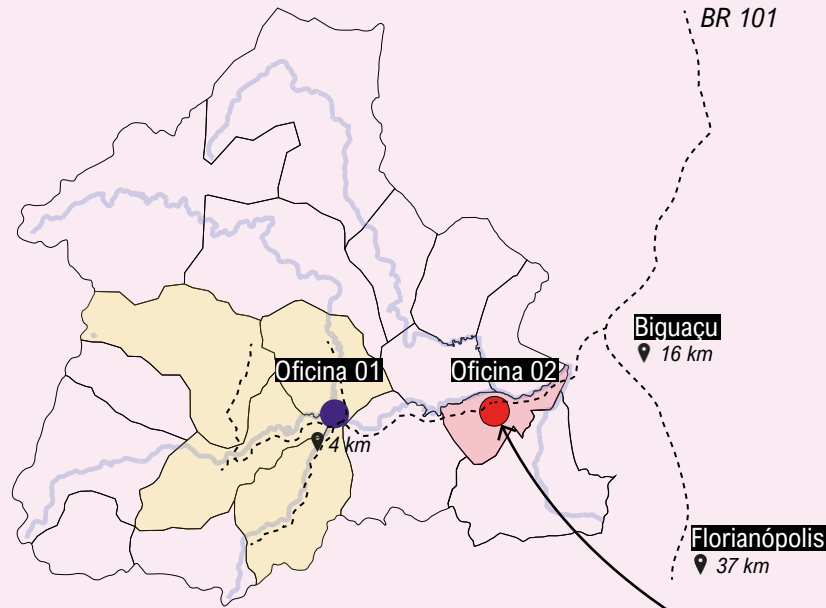 BR 101
Biguaçu
16 km
Oficina 01
Oficina 02
4 km
Florianópolis
37 km